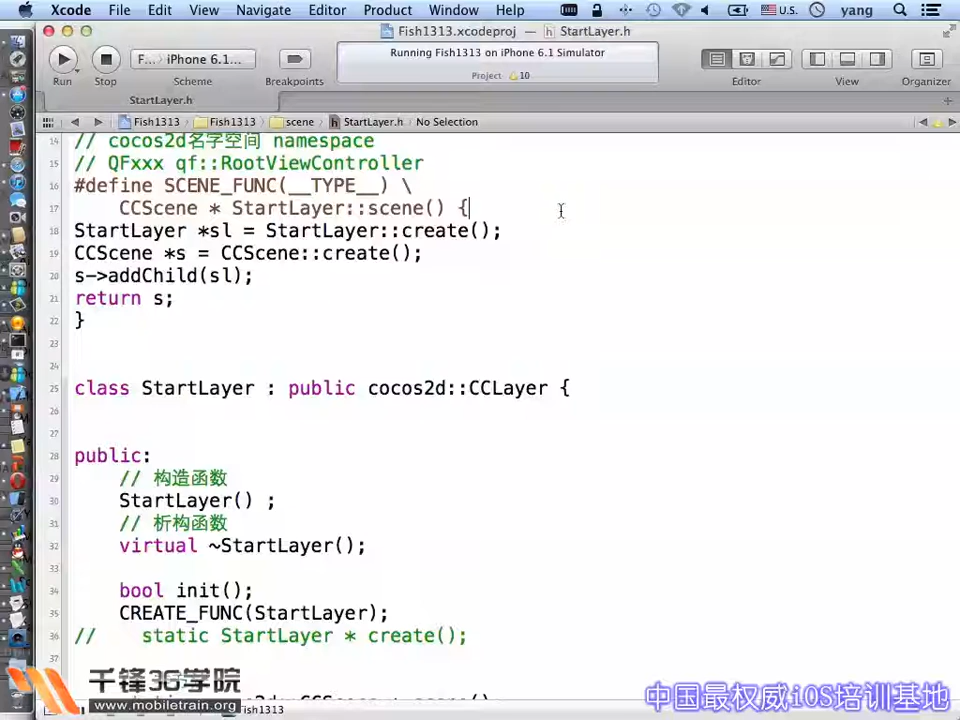 Xcode File Edit View Navigate Editor Product Window Help U.S. yang
Fish1313.xcodeproj — StartLayer.h
F... iPhone 6.1...
Running Fish1313 on iPhone 6.1 Simulator
Project 10
Run Stop Scheme Breakpoints Editor View Organizer
StartLayer.h
Fish1313 Fish1313 scene StartLayer.h No Selection
14 // cocos2d名字空间 namespace
15 // QFxxx qf::RootViewController
16 #define SCENE_FUNC(__TYPE__) \
17 CCScene * StartLayer::scene() {
18 StartLayer *sl = StartLayer::create();
19 CCScene *s = CCScene::create();
20 s->addChild(sl);
21 return s;
22 }
23
24
25 class StartLayer : public cocos2d::CCLayer {
26
27
28 public:
29 // 构造函数
30 StartLayer() ;
31 // 析构函数
32 virtual ~StartLayer();
33
34 bool init();
35 CREATE_FUNC(StartLayer);
36 // static StartLayer * create();
37
千锋3G学院
www.mobiletrain.org
中国最权威iOS培训基地